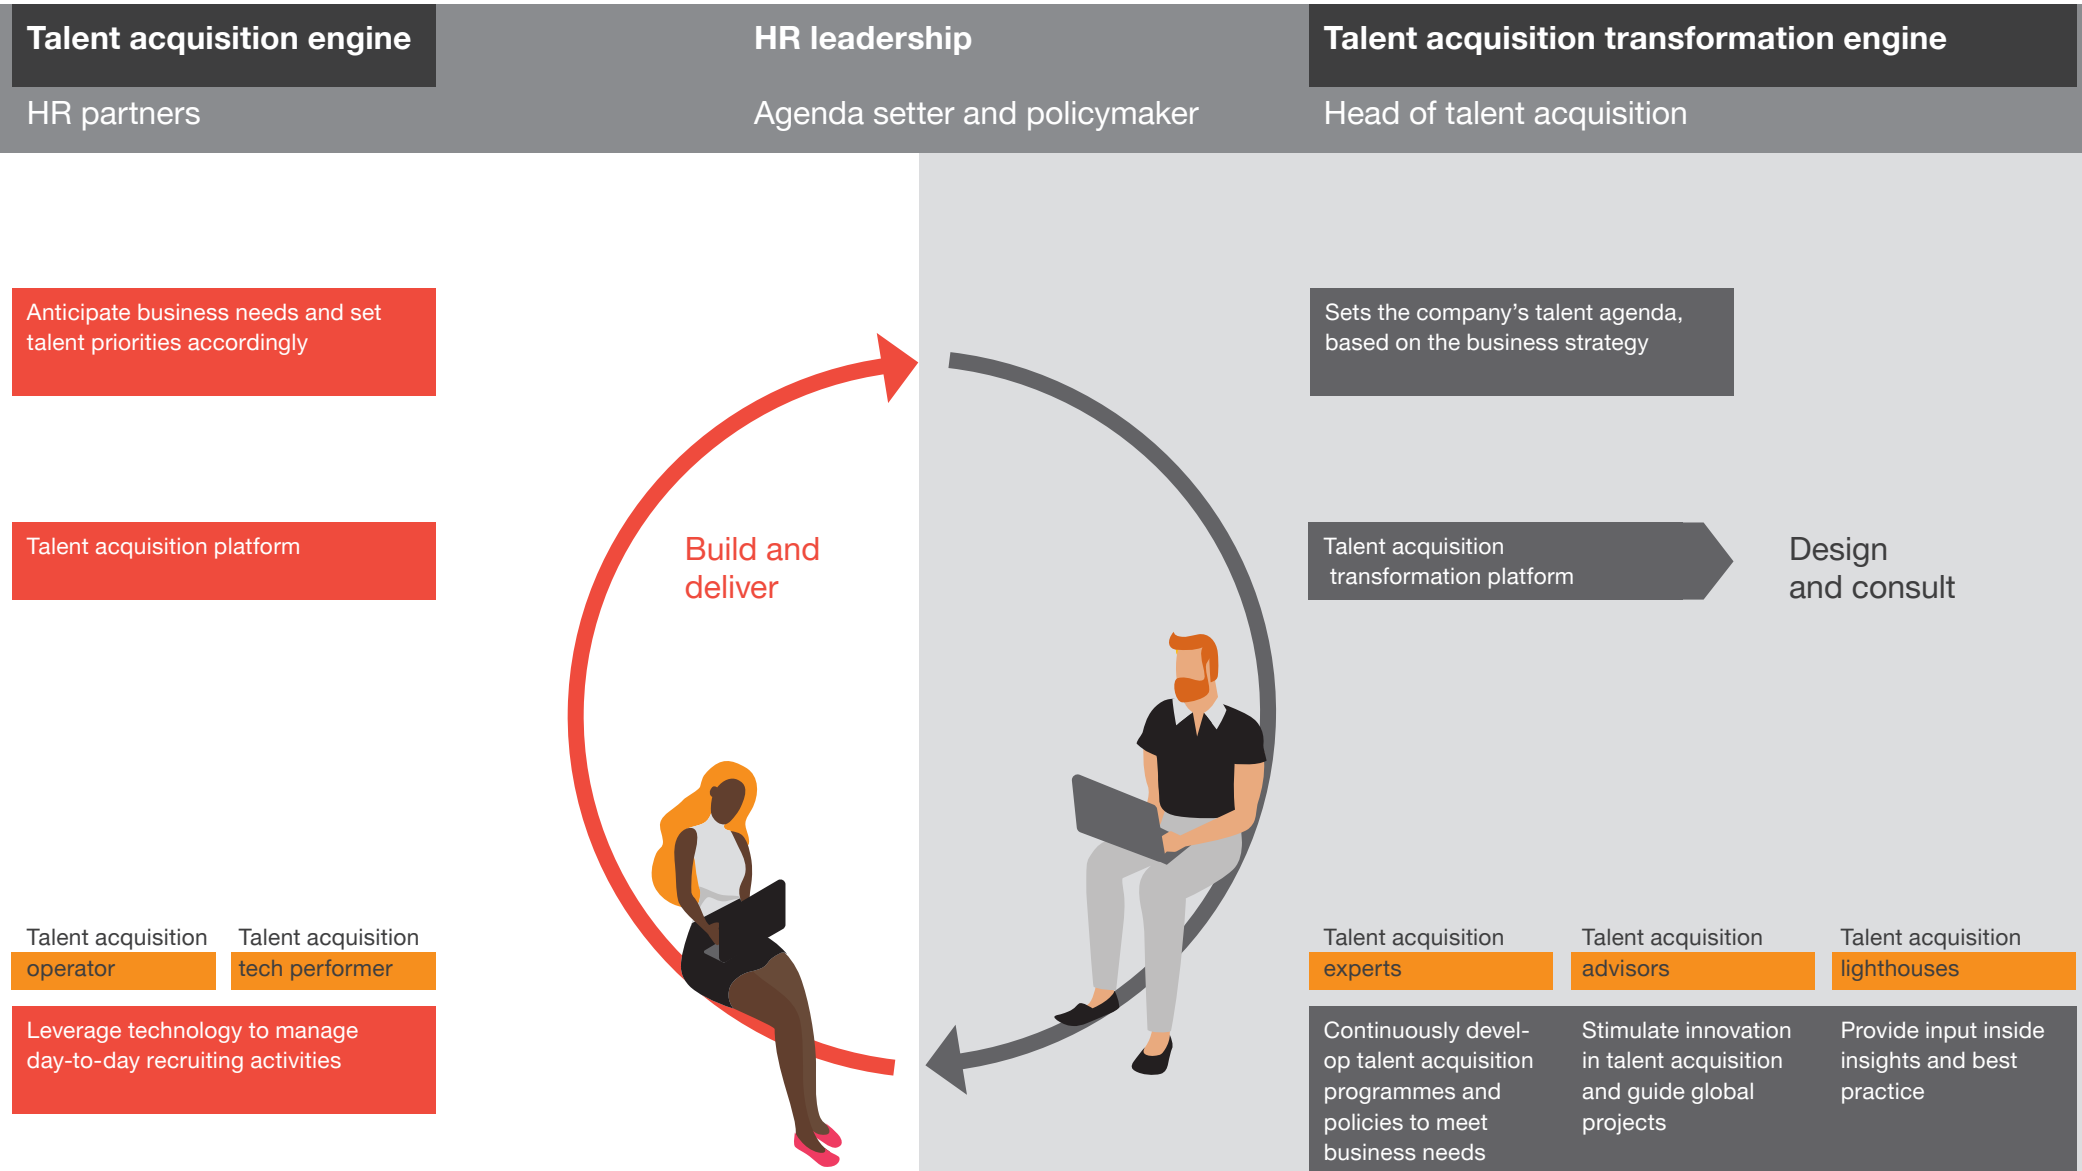 Talent acquisition engine
HR partners
HR leadership
Agenda setter and policymaker
Talent acquisition transformation engine
Head of talent acquisition
Anticipate business needs and set
talent priorities accordingly
Talent acquisition platform
Build and
deliver
Talent acquisition
operator
Talent acquisition
tech performer
Leverage technology to manage
day-to-day recruiting activities
Sets the company’s talent agenda,
based on the business strategy
Talent acquisition
transformation platform
Design
and consult
Talent acquisition
experts
Continuously devel-
op talent acquisition
programmes and
policies to meet
business needs
Talent acquisition
advisors
Stimulate innovation
in talent acquisition
and guide global
projects
Talent acquisition
lighthouses
Provide input inside
insights and best
practice